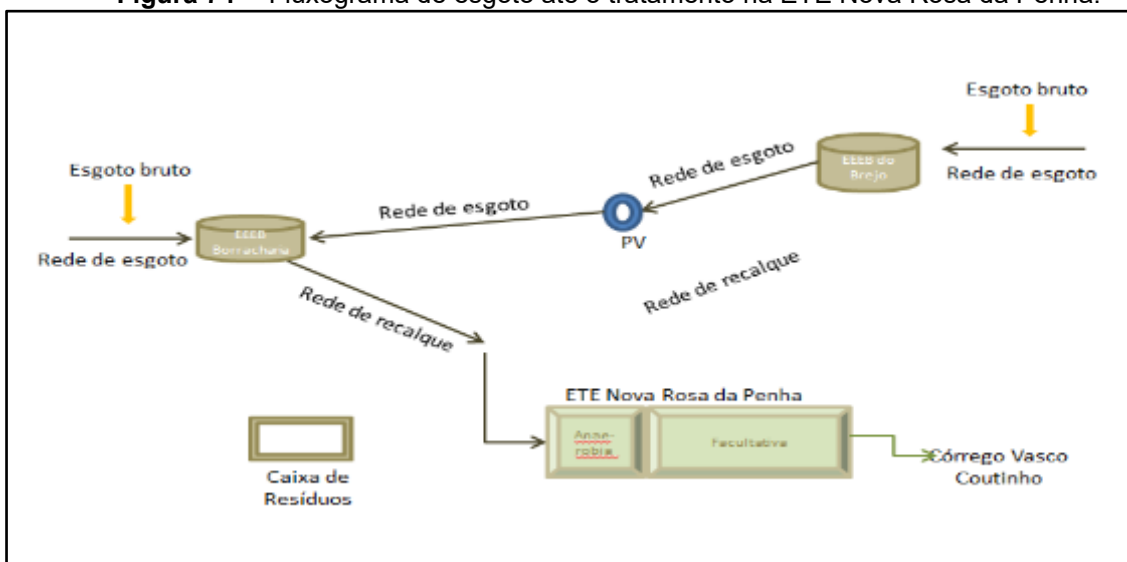 Esgoto bruto
Rede de esgoto
EEEB do
Brejo
Rede de esgoto
Esgoto bruto
Rede de esgoto
PV
EEEB
Rede de esgoto
Rede de recalque
Rede de recalque
ETE Nova Rosa da Penha
Anae-
robia
Facultativa
Córrego Vasco
Coutinho
Caixa de
Resíduos